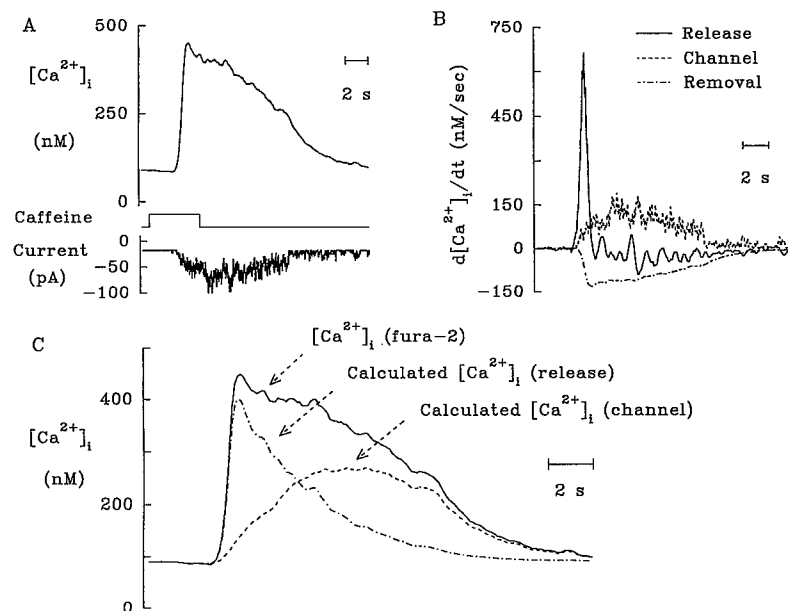 A
500
[Ca²⁺]ᵢ
2 s
250
(nM)
0
Caffeine
Current
0
(pA)
−50
−100
B
750
Release
Channel
Removal
450
2 s
150
0
−150
d[Ca²⁺]ᵢ/dt (nM/sec)
C
[Ca²⁺]ᵢ (fura−2)
Calculated [Ca²⁺]ᵢ (release)
Calculated [Ca²⁺]ᵢ (channel)
400
[Ca²⁺]ᵢ
(nM)
2 s
200
0